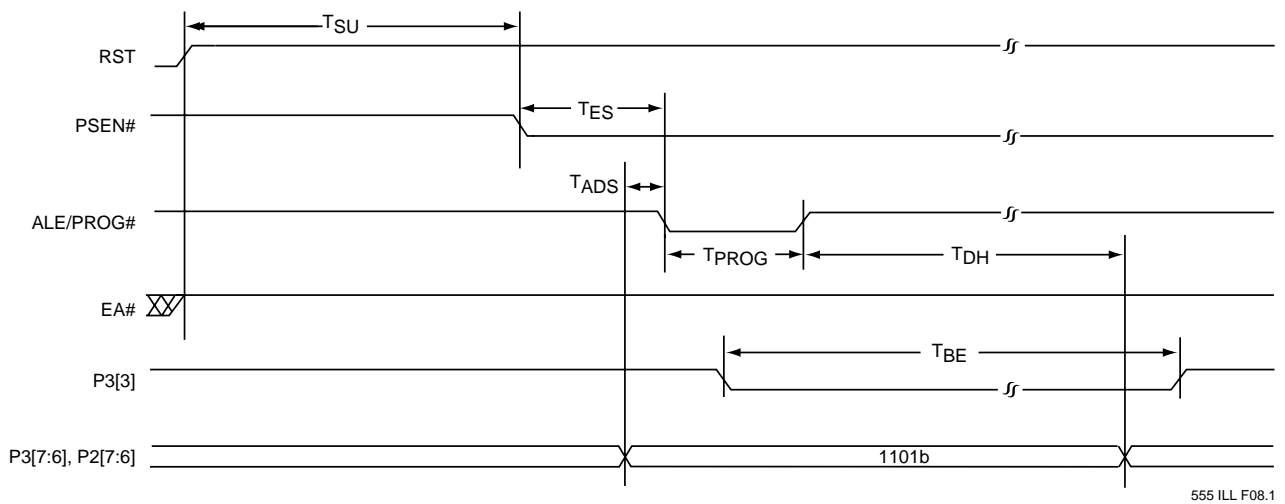 TSU
RST
TES
PSEN#
TADS
ALE/PROG#
TPROG
TDH
EA#
TBE
P3[3]
P3[7:6], P2[7:6]
1101b
555 ILL F08.1